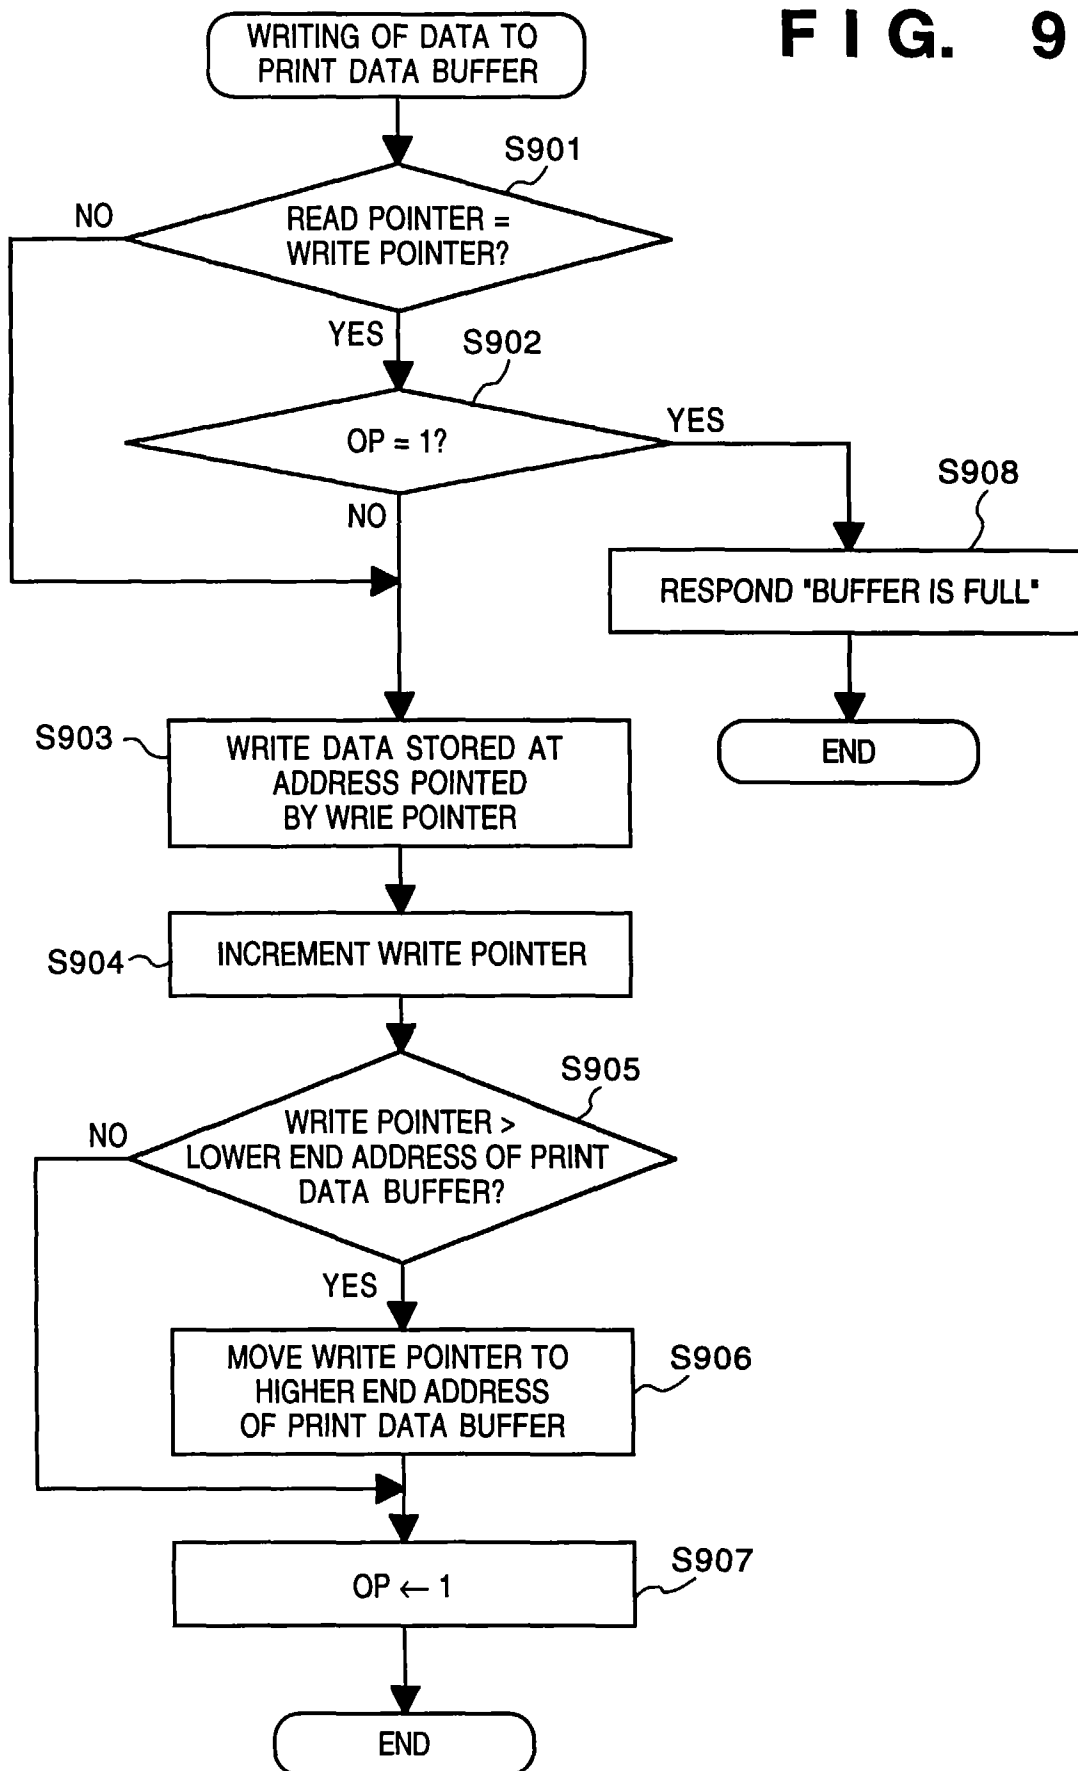 FIG. 9
WRITING OF DATA TO
PRINT DATA BUFFER
S901
READ POINTER =
WRITE POINTER?
NO
YES
S902
OP = 1?
YES
NO
S908
RESPOND "BUFFER IS FULL"
END
S903
WRITE DATA STORED AT
ADDRESS POINTED
BY WRIE POINTER
S904
INCREMENT WRITE POINTER
S905
WRITE POINTER >
LOWER END ADDRESS OF PRINT
DATA BUFFER?
NO
YES
S906
MOVE WRITE POINTER TO
HIGHER END ADDRESS
OF PRINT DATA BUFFER
S907
OP ← 1
END